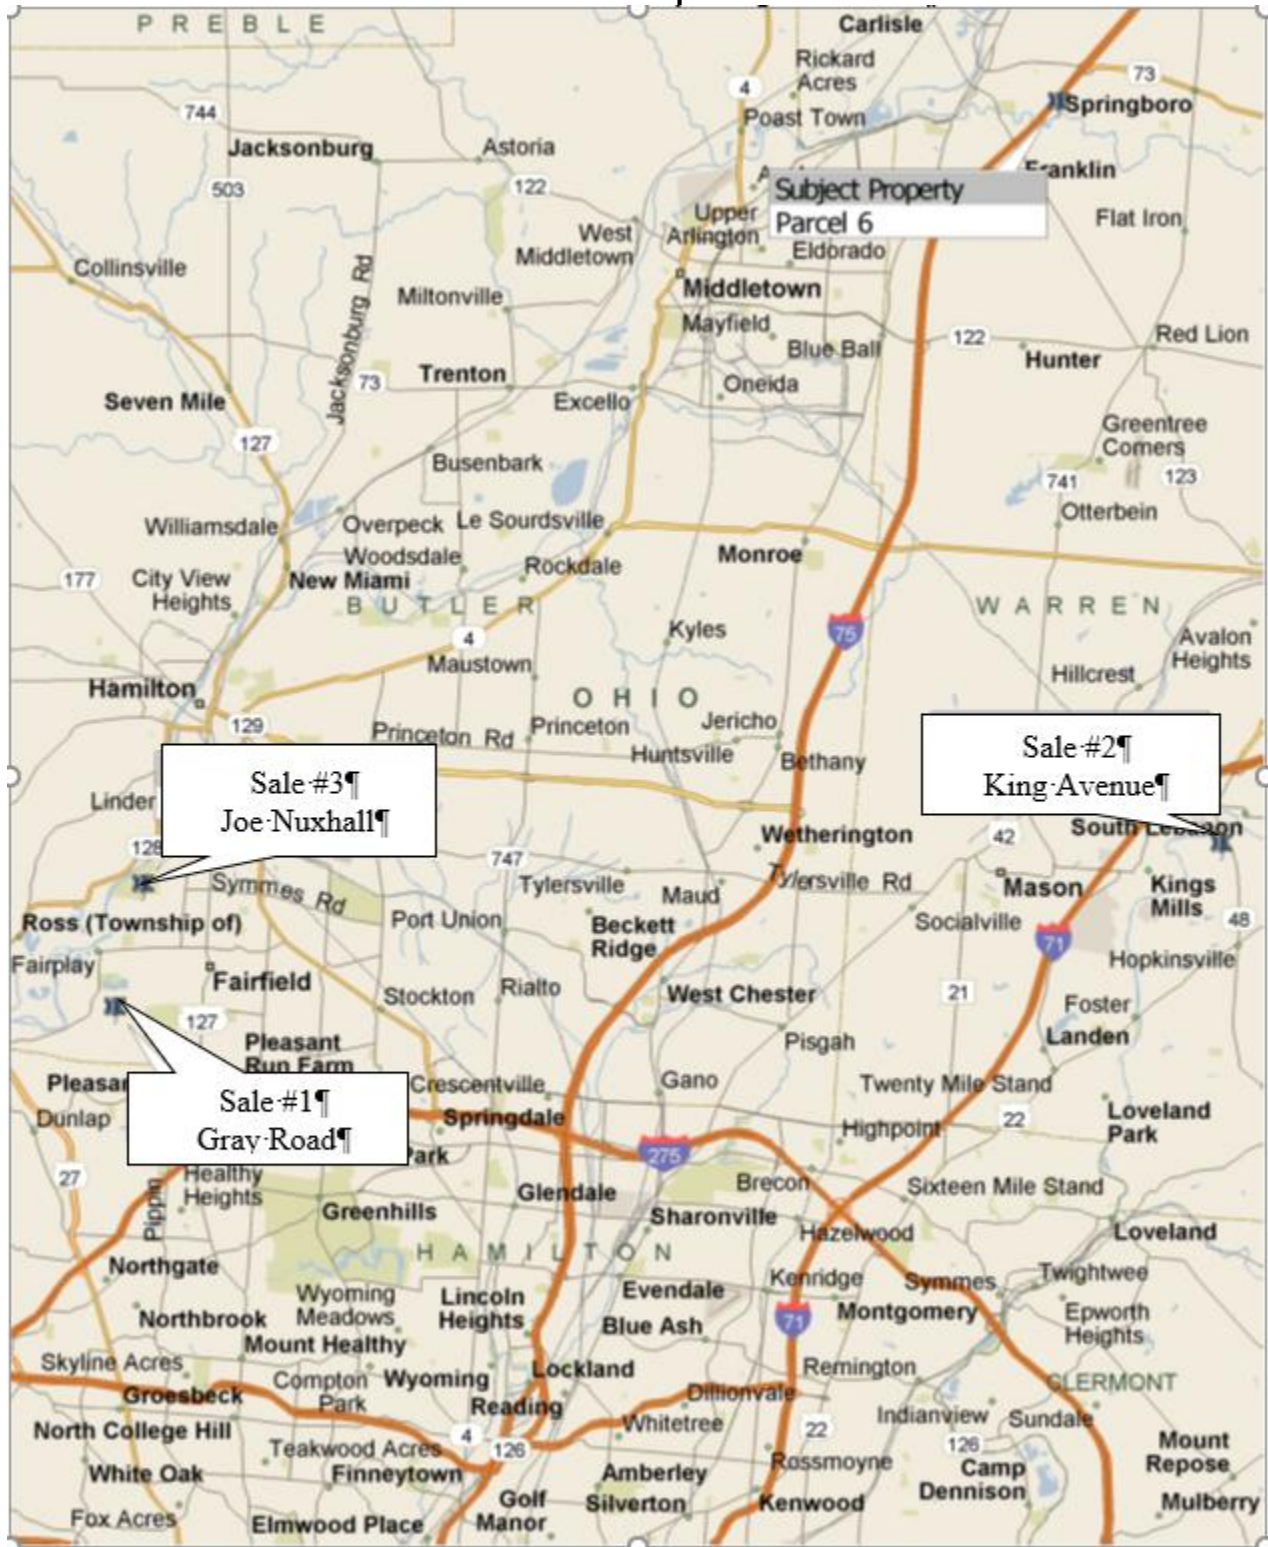 PREBLE
Carlisle
Rickard
Acres
73
4
744
Springboro
Poast Town
Jacksonburg
Astoria
Franklin
503
122
Subject Property
Parcel 6
Upper
Arlington
West
Middletown
Flat Iron
Eldorado
Collinsville
Jacksonburg Rd
Miltonville
Middletown
Mayfield
Blue Ball
122
Red Lion
Hunter
Trenton
73
Oneida
Seven Mile
Excello
127
Greentree
Corners
Busenbark
741
123
Otterbein
Williamsdale
Overpeck
Le Sourdsville
Woodsdale
Rockdale
Monroe
177
City View
Heights
New Miami
BUTLER
WARREN
4
Kyles
75
Avalon
Heights
Maustown
Hillcrest
Hamilton
OHIO
129
Princeton Rd
Princeton
Jericho
Huntsville
Bethany
Sale·#2¶
King·Avenue¶
Sale·#3¶
Joe·Nuxhall¶
Linder
128
Wetherington
42
South Lebanon
747
Tylersville
Tylersville Rd
Maud
Mason
Kings
Mills
Symmes Rd
Ross (Township of)
Port Union
Beckett
Ridge
Socialville
48
71
Fairplay
Fairfield
Hopkinsville
Stockton
Rialto
West Chester
21
Foster
127
Landen
Pleasant
Run Farm
Pisgah
Pleasa
Crescentville
Gano
Twenty Mile Stand
Sale·#1¶
Gray·Road¶
Dunlap
Springdale
22
Loveland
Park
Highpoint
275
Park
27
Healthy
Heights
Glendale
Brecon
Sixteen Mile Stand
Pippin
Greenhills
Sharonville
Hazelwood
Loveland
HAMILTON
Northgate
Evendale
Kenridge
Symmes
Twightwee
Wyoming
Meadows
Lincoln
Heights
Northbrook
71
Montgomery
Epworth
Heights
Blue Ash
Mount Healthy
Skyline Acres
Compton
Park
Wyoming
Lockland
Remington
CLERMONT
Groesbeck
Reading
Dillionvale
North College Hill
Whitetree
Indianview
Sundale
4
126
22
126
Teakwood Acres
Mount
Repose
White Oak
Finneytown
Amberley
Rossmoyne
Camp
Dennison
Golf
Manor
Silverton
Kenwood
Mulberry
Fox Acres
Elmwood Place